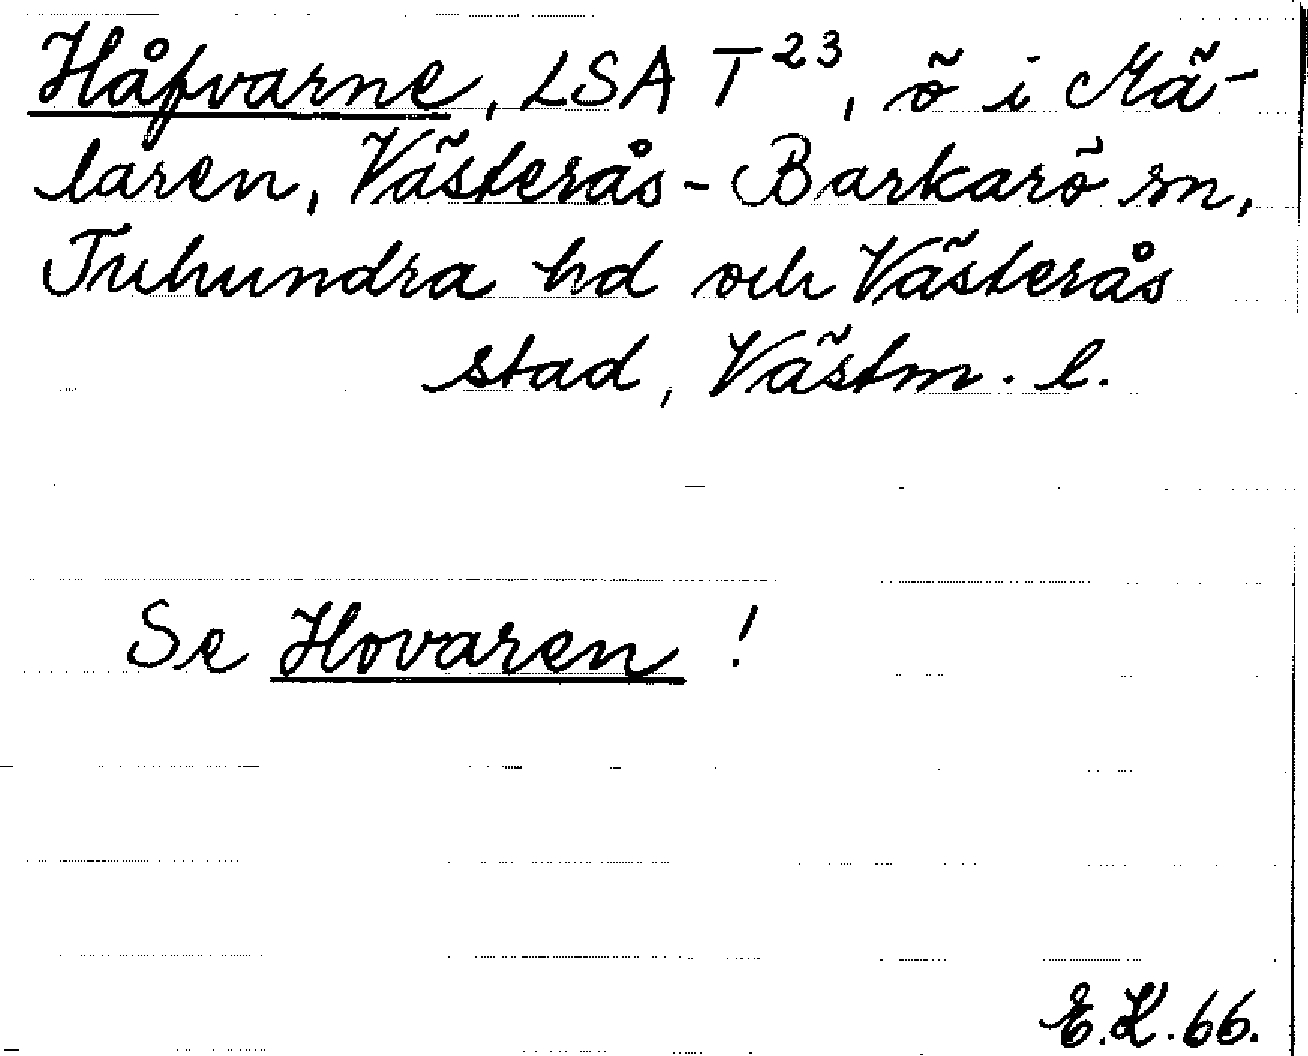 Håfvarne, LSA T²³, ö i Mä-
laren, Västerås-Barkarö sn,
Tuhundra hd och Västerås
stad, Västm. l.
Se Hovaren !
E.K.66.